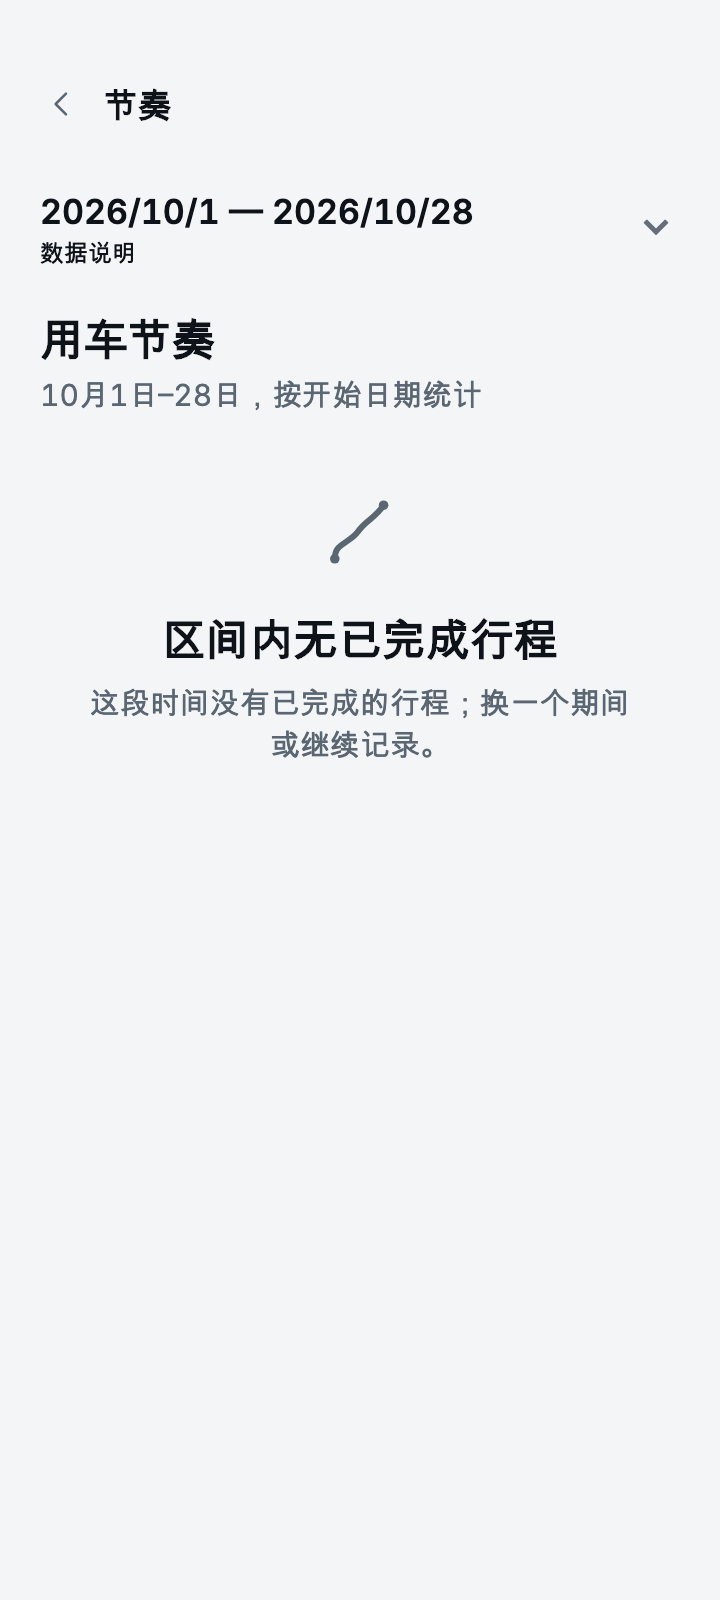 节奏
2026/10/1 — 2026/10/28
数据说明
用车节奏
10月1日–28日，按开始日期统计
区间内无已完成行程
这段时间没有已完成的行程；换一个期间
或继续记录。